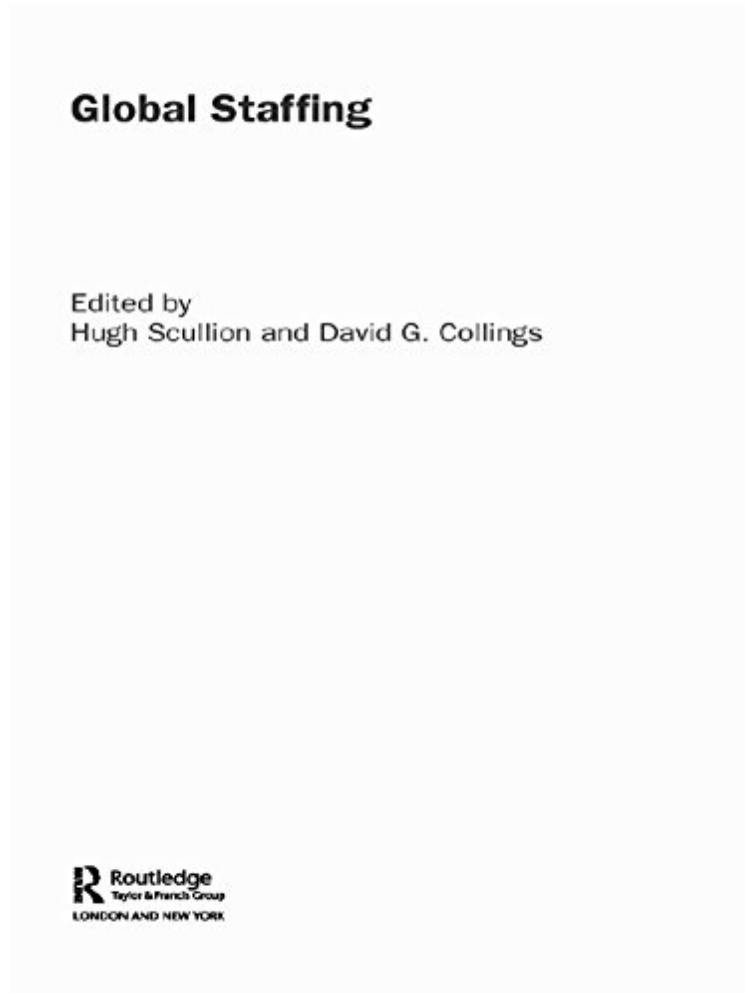 Global Staffing
Edited by
Hugh Scullion and David G. Collings
Routledge
Taylor & Francis Group
LONDON AND NEW YORK